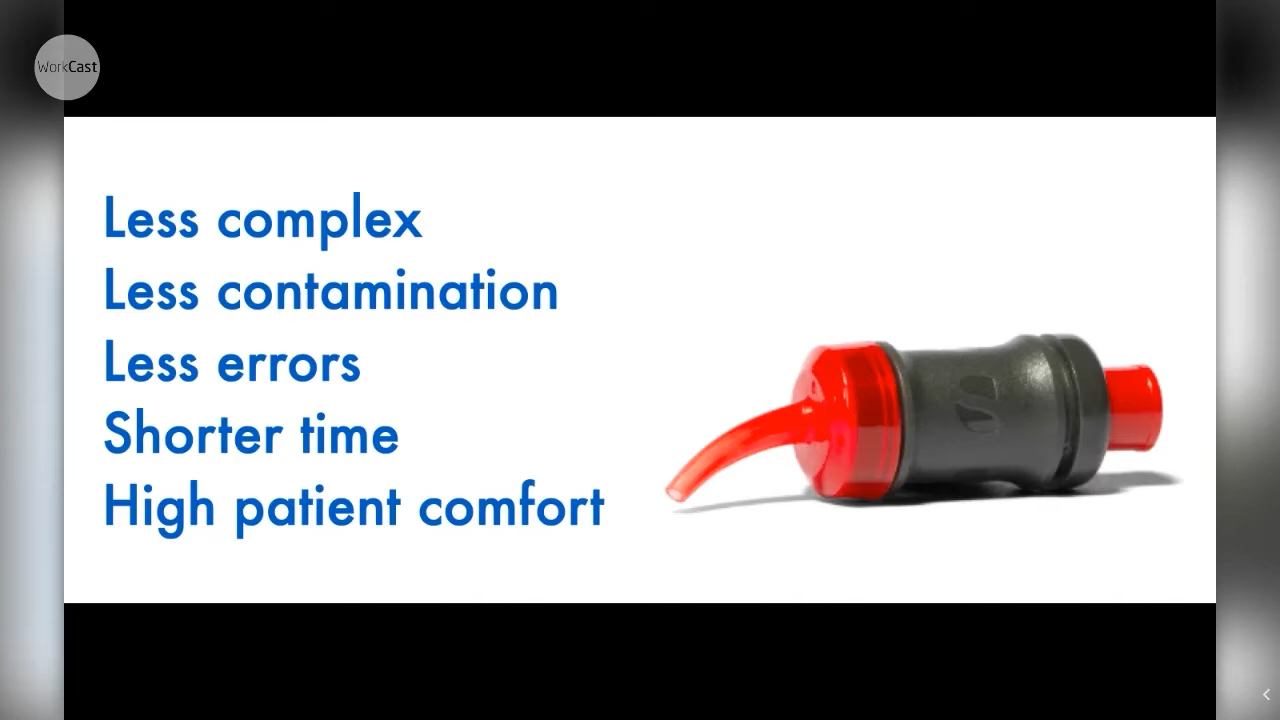 WorkCast
Less complex
Less contamination
Less errors
Shorter time
High patient comfort